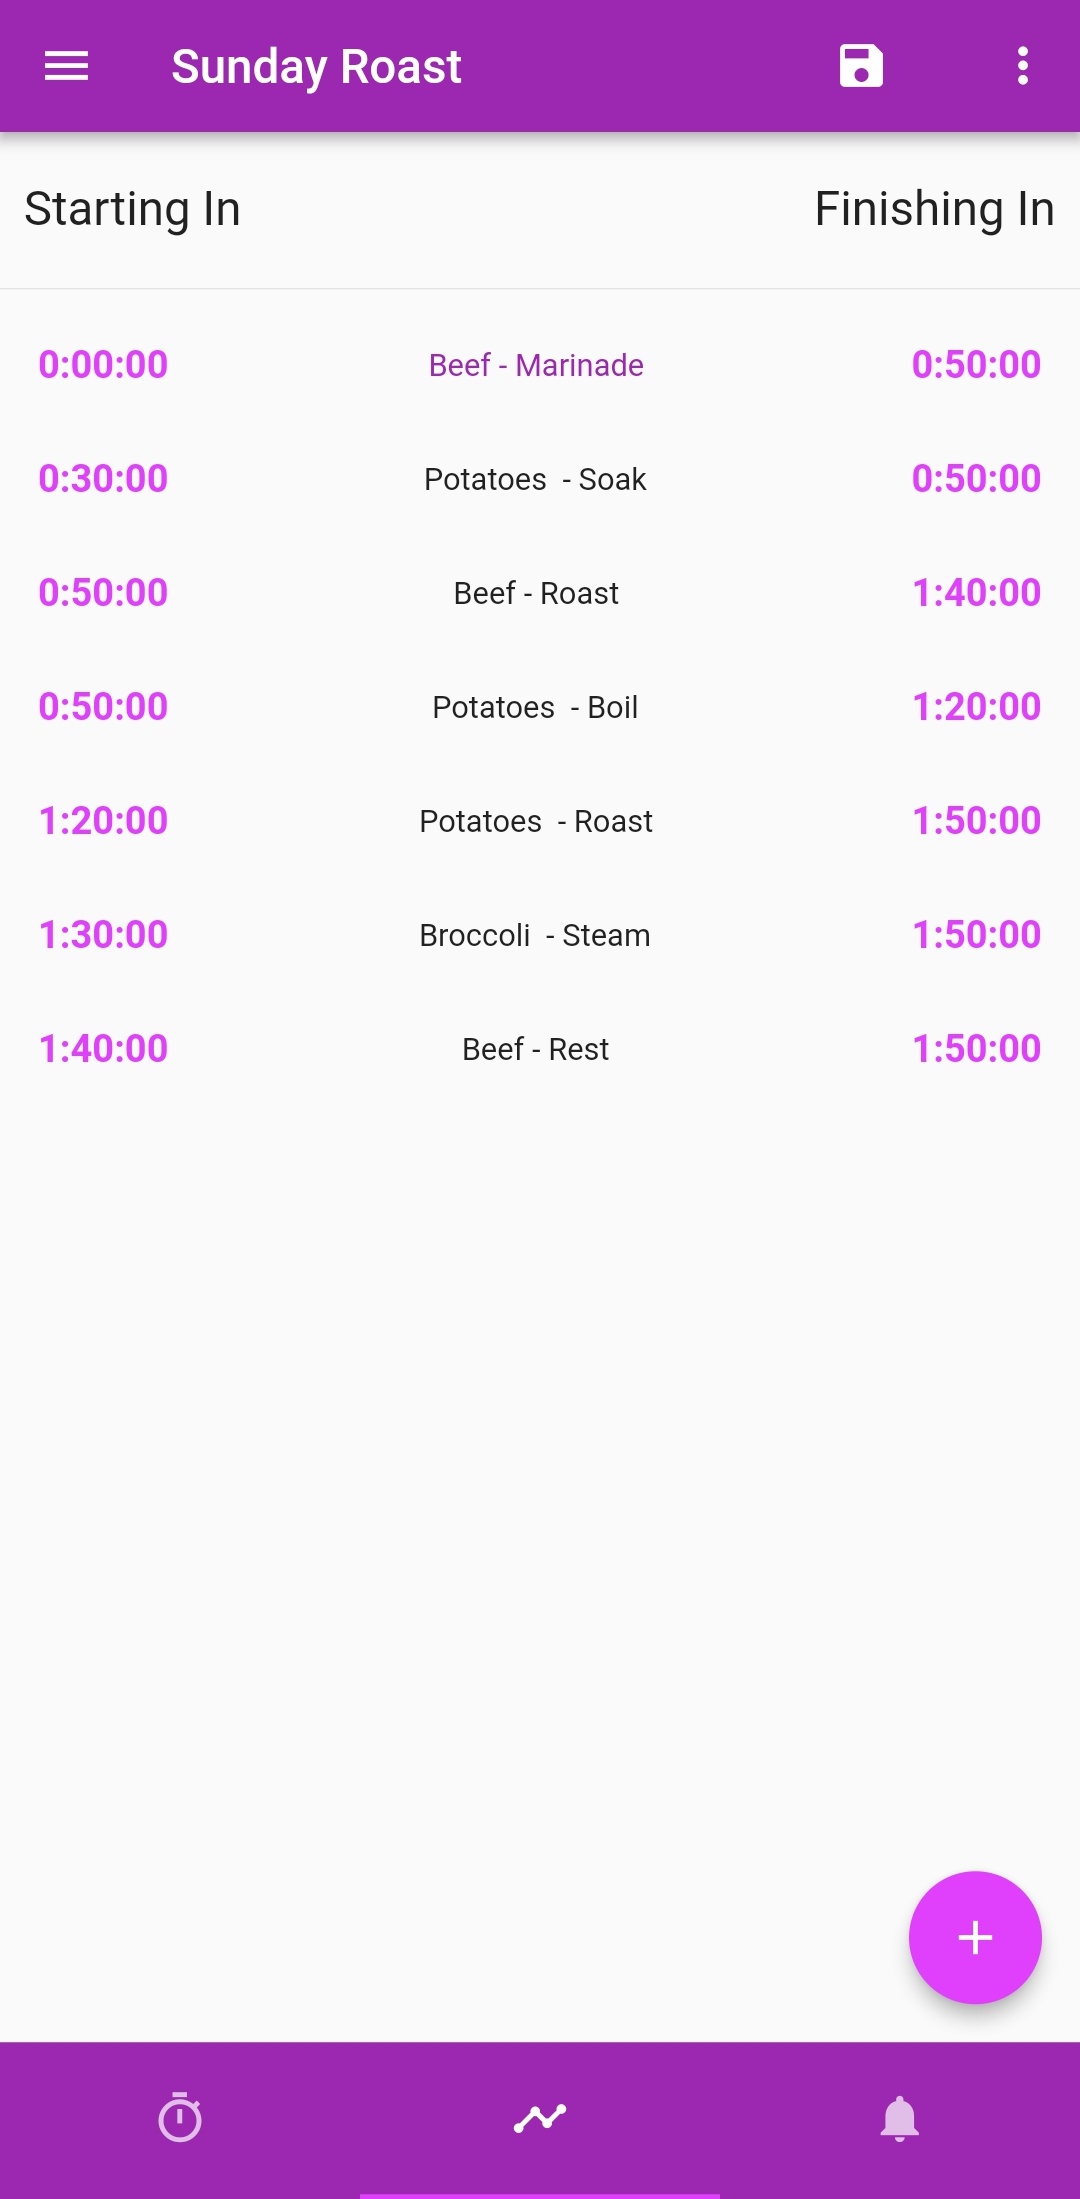 Sunday Roast
Starting In Finishing In
0:00:00 Beef - Marinade 0:50:00
0:30:00 Potatoes  - Soak 0:50:00
0:50:00 Beef - Roast 1:40:00
0:50:00 Potatoes  - Boil 1:20:00
1:20:00 Potatoes  - Roast 1:50:00
1:30:00 Broccoli  - Steam 1:50:00
1:40:00 Beef - Rest 1:50:00